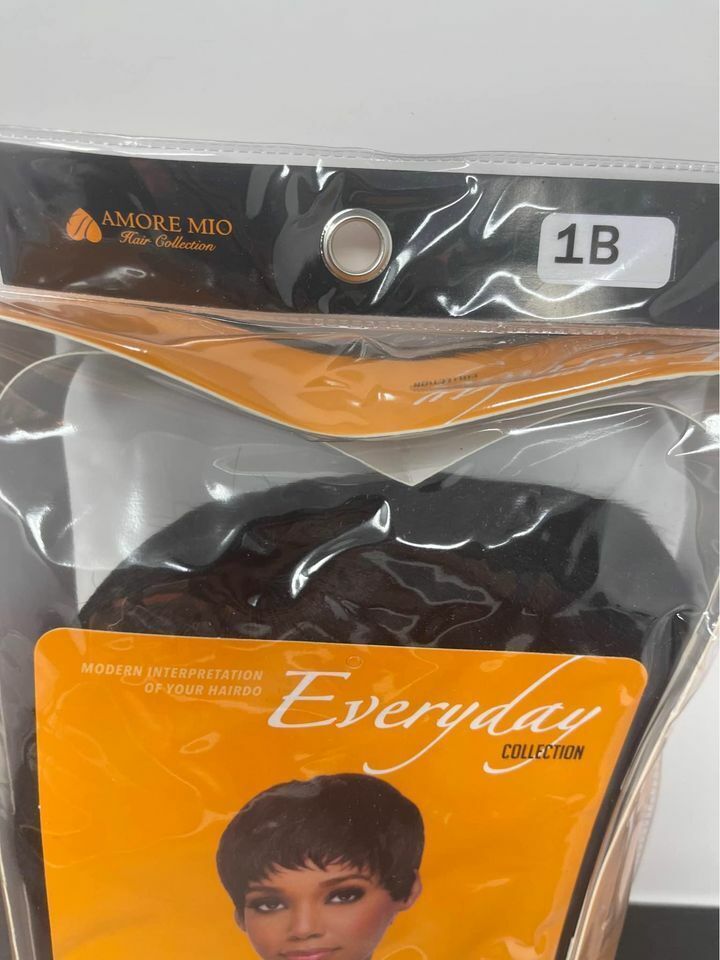 AMORE MIO
Hair Collection
1B
MODERN INTERPRETATION
OF YOUR HAIRDO
Everyday
COLLECTION